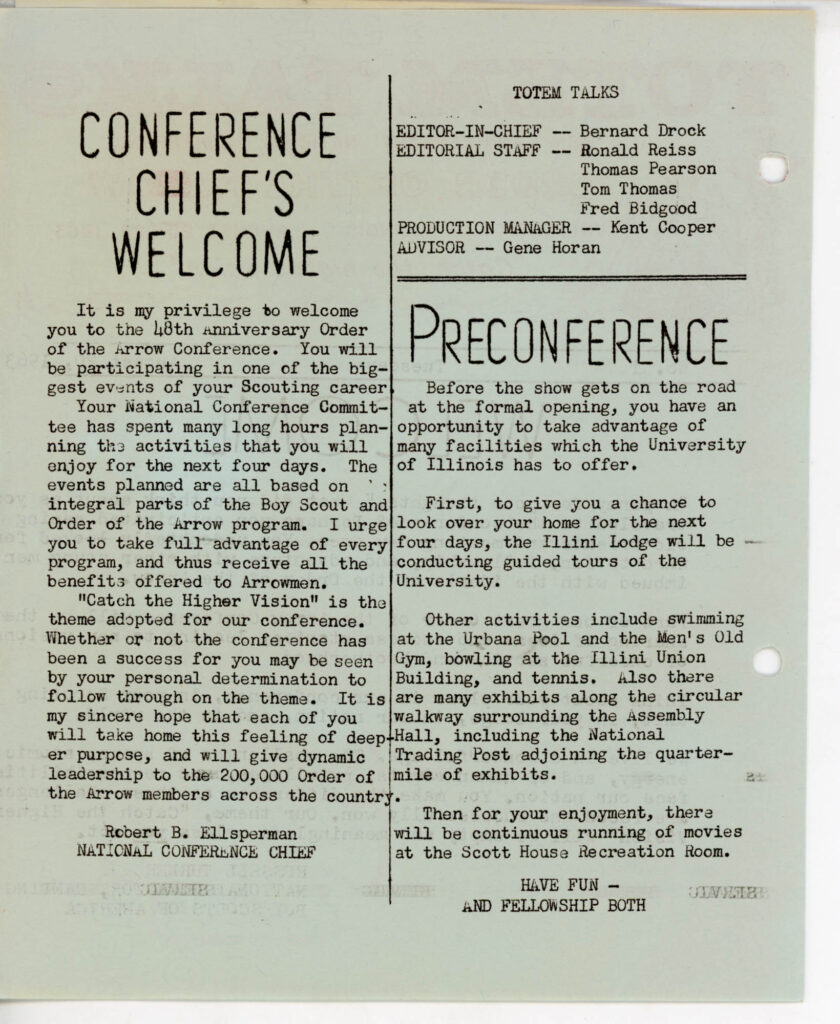 CONFERENCE
CHIEF'S
WELCOME
It is my privilege to welcome
you to the 48th Anniversary Order
of the Arrow Conference. You will
be participating in one of the big-
gest events of your Scouting career
Your National Conference Commit-
tee has spent many long hours plan-
ning the activities that you will
enjoy for the next four days. The
events planned are all based on
integral parts of the Boy Scout and
Order of the Arrow program. I urge
you to take full advantage of every
program, and thus receive all the
benefits offered to Arrowmen.
"Catch the Higher Vision" is the
theme adopted for our conference.
Whether or not the conference has
been a success for you may be seen
by your personal determination to
follow through on the theme. It is
my sincere hope that each of you
will take home this feeling of deep-
er purpose, and will give dynamic
leadership to the 200,000 Order of
the Arrow members across the country.
Robert B. Ellsperman
NATIONAL CONFERENCE CHIEF
TOTEM TALKS
EDITOR-IN-CHIEF -- Bernard Drock
EDITORIAL STAFF -- Ronald Reiss
Thomas Pearson
Tom Thomas
Fred Bidgood
PRODUCTION MANAGER -- Kent Cooper
ADVISOR -- Gene Horan
PRECONFERENCE
Before the show gets on the road
at the formal opening, you have an
opportunity to take advantage of
many facilities which the University
of Illinois has to offer.
First, to give you a chance to
look over your home for the next
four days, the Illini Lodge will be
conducting guided tours of the
University.
Other activities include swimming
at the Urbana Pool and the Men's Old
Gym, bowling at the Illini Union
Building, and tennis. Also there
are many exhibits along the circular
walkway surrounding the Assembly
Hall, including the National
Trading Post adjoining the quarter-
mile of exhibits.
Then for your enjoyment, there
will be continuous running of movies
at the Scott House Recreation Room.
HAVE FUN -
AND FELLOWSHIP BOTH